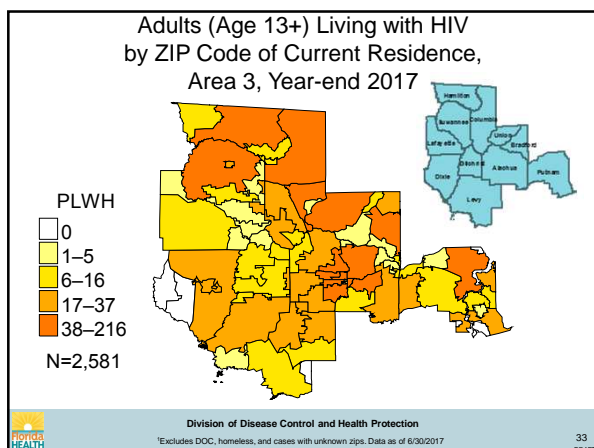 Adults (Age 13+) Living with HIV
by ZIP Code of Current Residence,
Area 3, Year-end 2017
Hamilton
Suwannee
Columbia
Lafayette
Union
Bradford
Gilchrist
Alachua
Putnam
Dixie
Levy
PLWH
0
1–5
6–16
17–37
38–216
N=2,581
Florida
HEALTH
Division of Disease Control and Health Protection
¹Excludes DOC, homeless, and cases with unknown zips. Data as of 6/30/2017
33